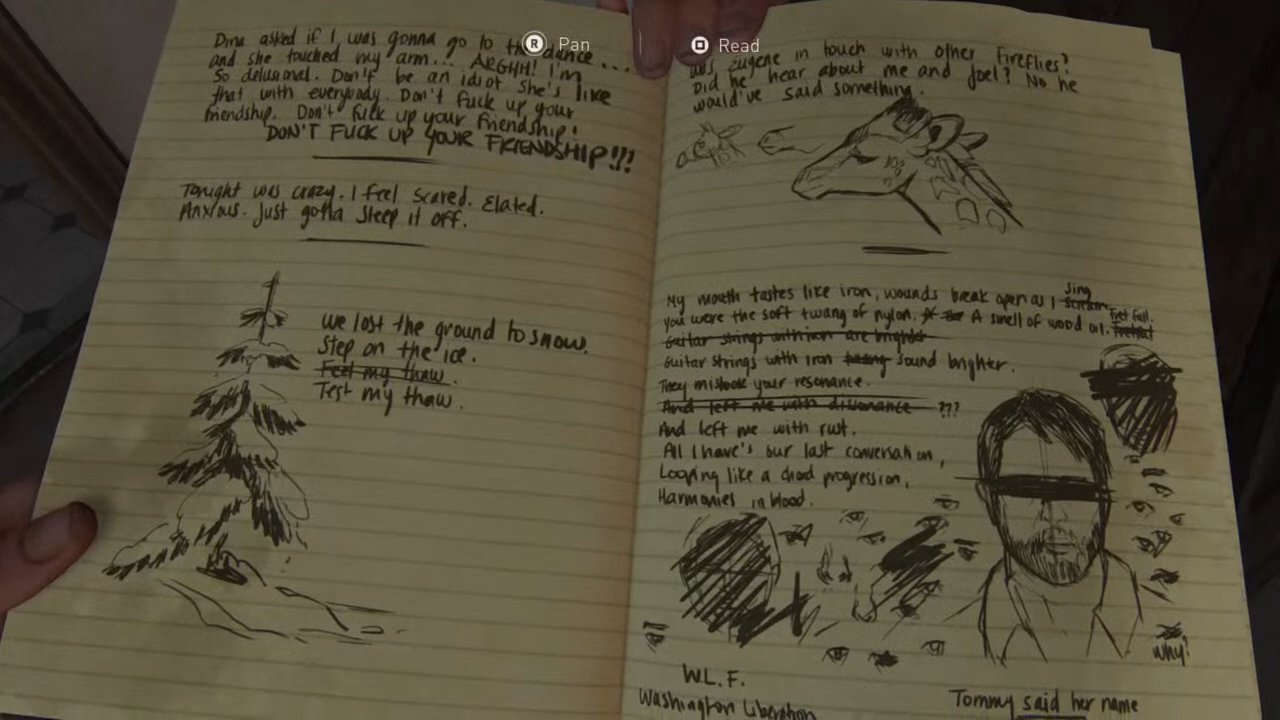 Pan
Read
Dina asked if I was gonna go to the dance...
and she touched my arm... ARGHH! I'm
So delusional. Don't be an idiot. She's like
that with everybody. Don't fuck up your
friendship. Don't fuck up your friendship!
DON'T FUCK UP YOUR FRIENDSHIP!!!
Tonight was crazy. I feel scared. Elated.
Anxious. Just gotta sleep it off.
We lost the ground to snow.
Step on the ice.
Feel my thaw.
Test my thaw.
Was Eugene in touch with other Fireflies?
Did he hear about me and Joel? No he
would've said something.
My mouth tastes like iron, wounds break open as I scream sing
You were the soft twang of nylon. A smell of wood oil. Fretful Fret full.
Guitar strings with iron are brighter
Guitar strings with iron twang sound brighter.
They mistook your resonance.
And left me with dissonance ???
And left me with rust.
All I have's our last conversation,
Looping like a chord progression,
Harmonies in blood.
why?
W.L.F.
Washington Liberation
Tommy said her name